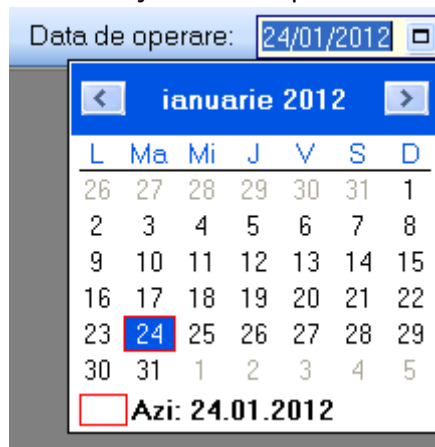 Data de operare: 24/01/2012
ianuarie 2012
L Ma Mi J V S D
26 27 28 29 30 31 1
2 3 4 5 6 7 8
9 10 11 12 13 14 15
16 17 18 19 20 21 22
23 24 25 26 27 28 29
30 31 1 2 3 4 5
Azi: 24.01.2012